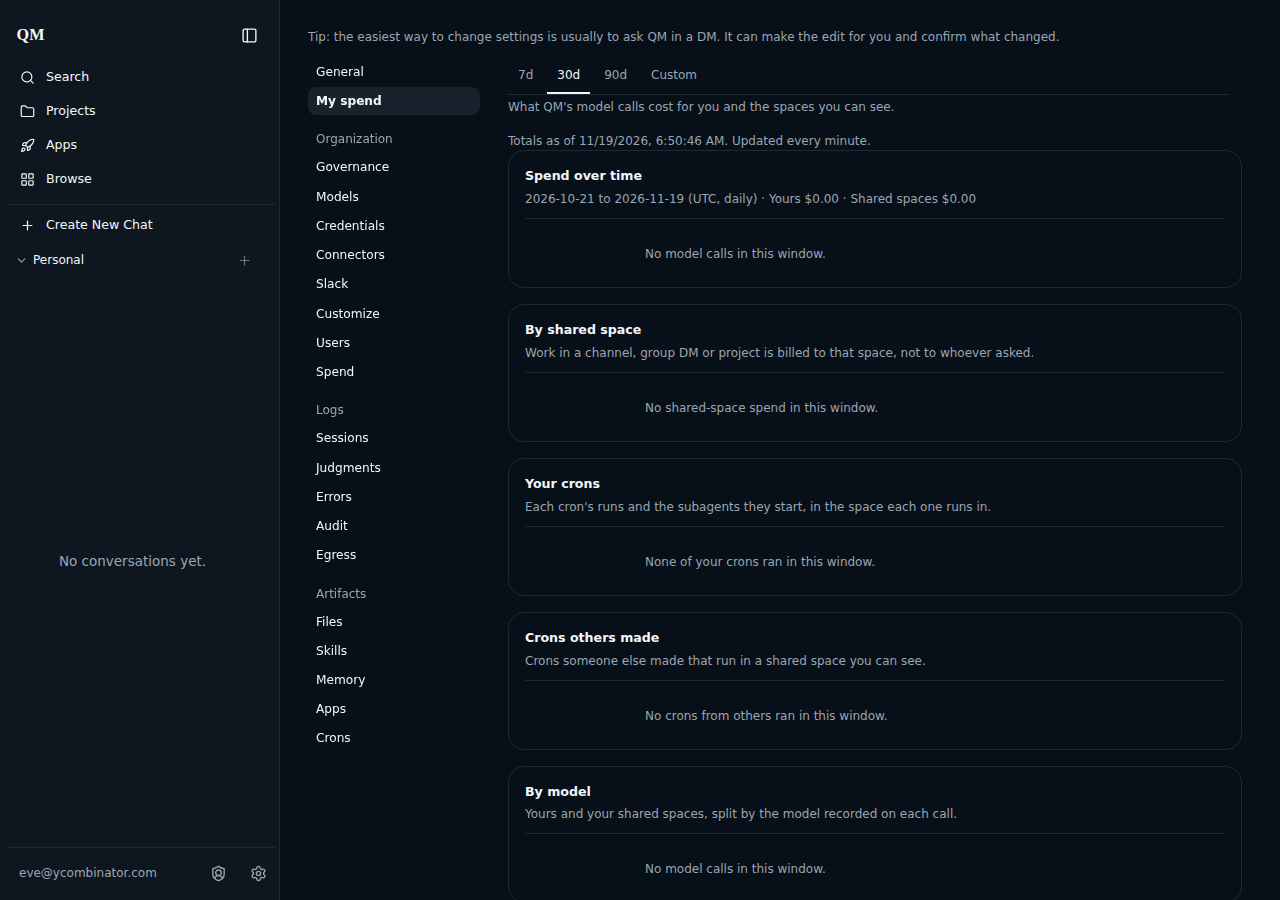 QM
Search
Projects
Apps
Browse
Create New Chat
Personal
No conversations yet.
eve@ycombinator.com
Tip: the easiest way to change settings is usually to ask QM in a DM. It can make the edit for you and confirm what changed.
General
My spend
Organization
Governance
Models
Credentials
Connectors
Slack
Customize
Users
Spend
Logs
Sessions
Judgments
Errors
Audit
Egress
Artifacts
Files
Skills
Memory
Apps
Crons
7d 30d 90d Custom
What QM's model calls cost for you and the spaces you can see.
Totals as of 11/19/2026, 6:50:46 AM. Updated every minute.
Spend over time
2026-10-21 to 2026-11-19 (UTC, daily) · Yours $0.00 · Shared spaces $0.00
No model calls in this window.
By shared space
Work in a channel, group DM or project is billed to that space, not to whoever asked.
No shared-space spend in this window.
Your crons
Each cron's runs and the subagents they start, in the space each one runs in.
None of your crons ran in this window.
Crons others made
Crons someone else made that run in a shared space you can see.
No crons from others ran in this window.
By model
Yours and your shared spaces, split by the model recorded on each call.
No model calls in this window.